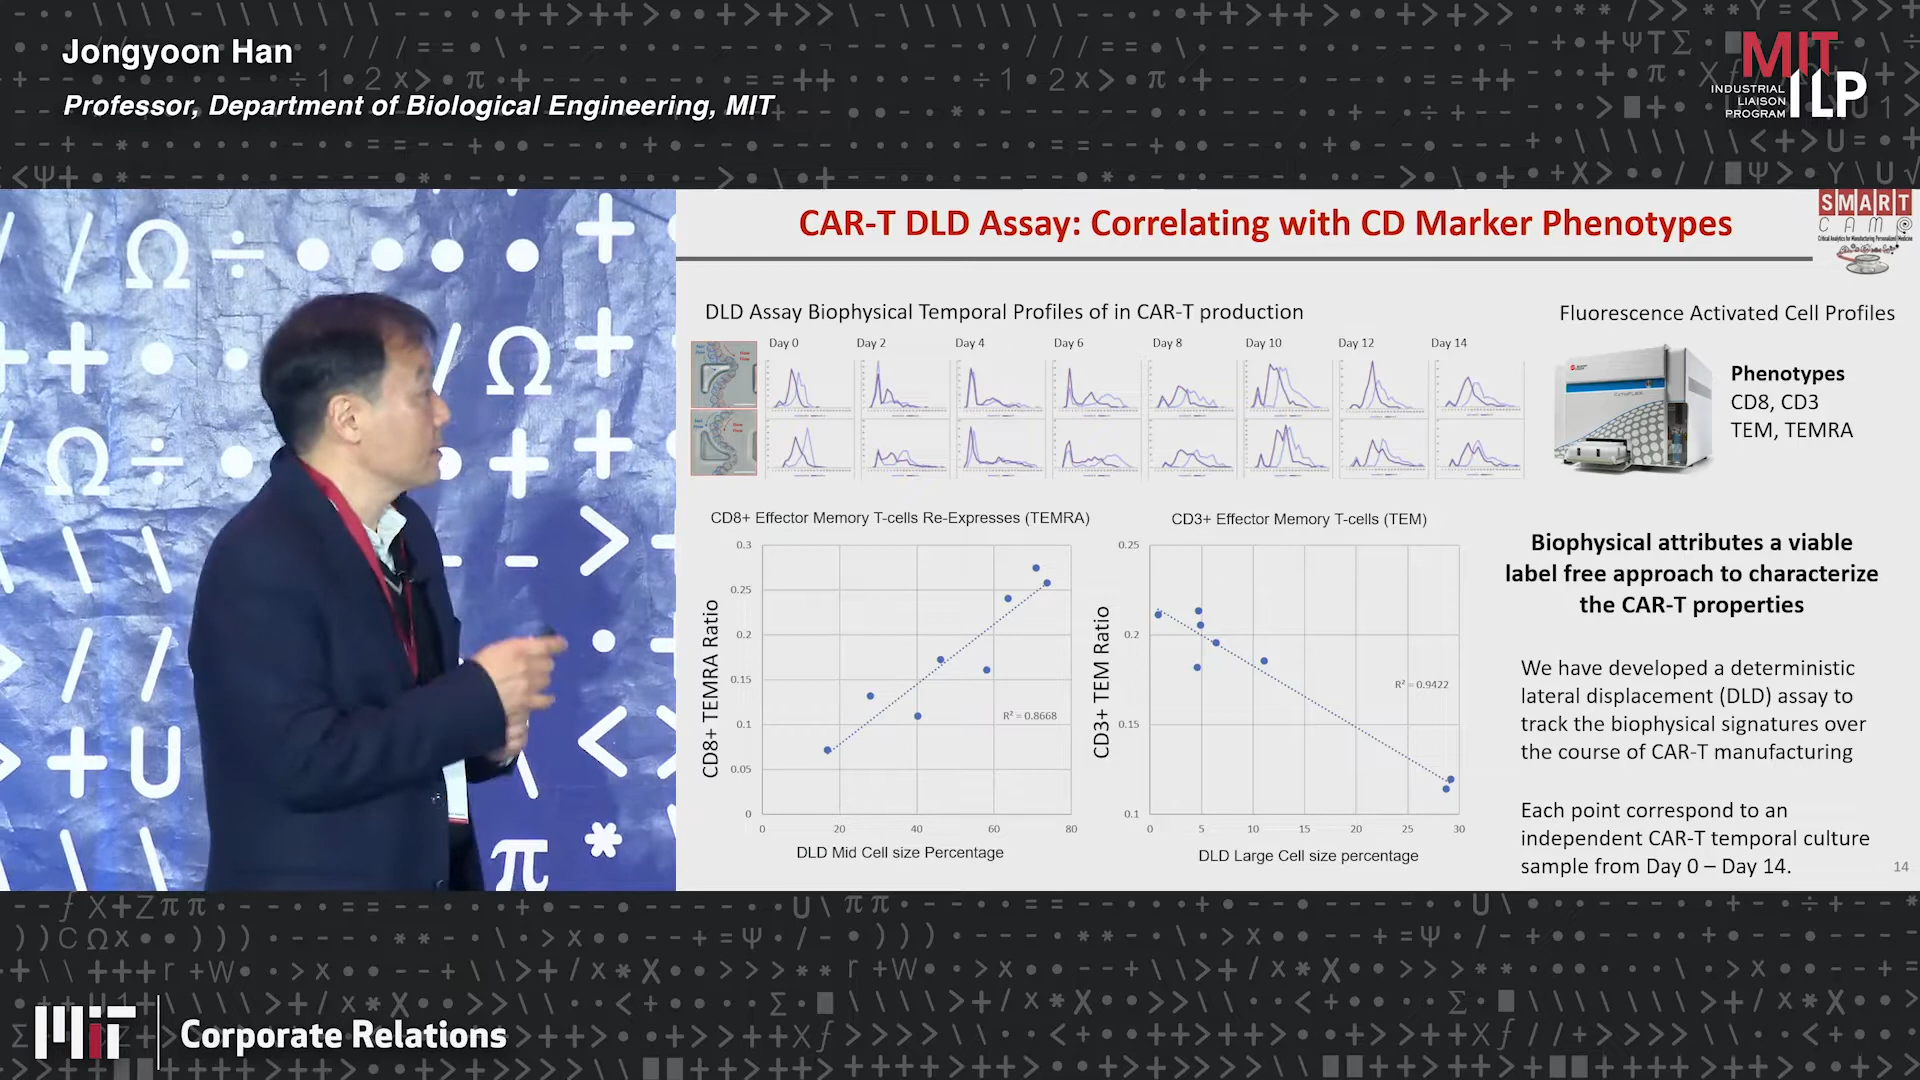 Jongyoon Han
Professor, Department of Biological Engineering, MIT
MIT
INDUSTRIAL
LIAISON
PROGRAM
ILP
CAR-T DLD Assay: Correlating with CD Marker Phenotypes
SMART
CAMP
Critical Analytics for Manufacturing Personalized-Medicine
DLD Assay Biophysical Temporal Profiles of in CAR-T production
Fluorescence Activated Cell Profiles
Day 0
Day 2
Day 4
Day 6
Day 8
Day 10
Day 12
Day 14
Phenotypes
CD8, CD3
TEM, TEMRA
CD8+ Effector Memory T-cells Re-Expresses (TEMRA)
CD8+ TEMRA Ratio
0.3
0.25
0.2
0.15
0.1
0.05
0
R² = 0.8668
0 20 40 60 80
DLD Mid Cell size Percentage
CD3+ Effector Memory T-cells (TEM)
CD3+ TEM Ratio
0.25
0.2
0.15
0.1
R² = 0.9422
0 5 10 15 20 25 30
DLD Large Cell size percentage
Biophysical attributes a viable
label free approach to characterize
the CAR-T properties
We have developed a deterministic
lateral displacement (DLD) assay to
track the biophysical signatures over
the course of CAR-T manufacturing
Each point correspond to an
independent CAR-T temporal culture
sample from Day 0 – Day 14.
14
MIT
Corporate Relations